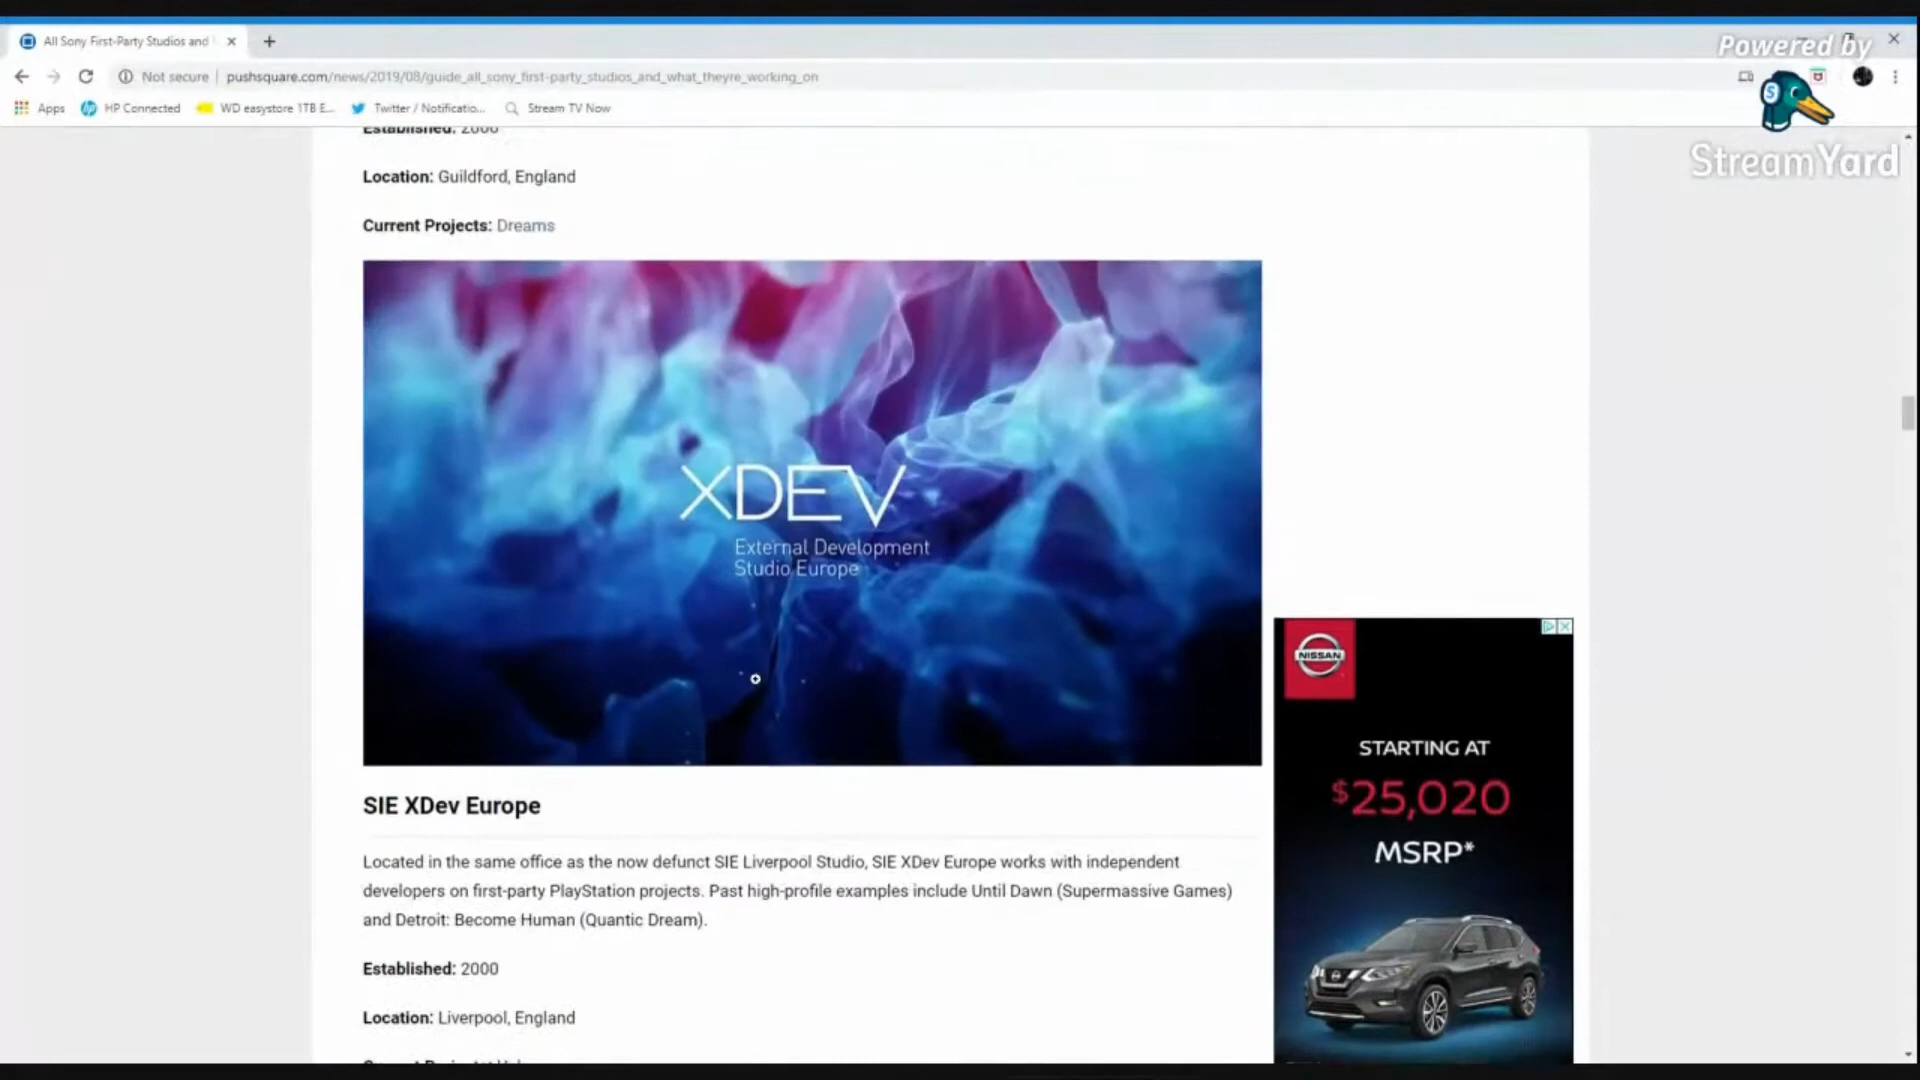 All Sony First-Party Studios and
Powered by
Not secure
pushsquare.com/news/2019/08/guide_all_sony_first-party_studios_and_what_theyre_working_on
Apps
HP Connected
WD easystore 1TB E...
Twitter / Notificatio...
Stream TV Now
StreamYard
Established: 2000
Location: Guildford, England
Current Projects: Dreams
XDEV
External Development
Studio Europe
NISSAN
STARTING AT
$25,020
MSRP*
SIE XDev Europe
Located in the same office as the now defunct SIE Liverpool Studio, SIE XDev Europe works with independent
developers on first-party PlayStation projects. Past high-profile examples include Until Dawn (Supermassive Games)
and Detroit: Become Human (Quantic Dream).
Established: 2000
Location: Liverpool, England